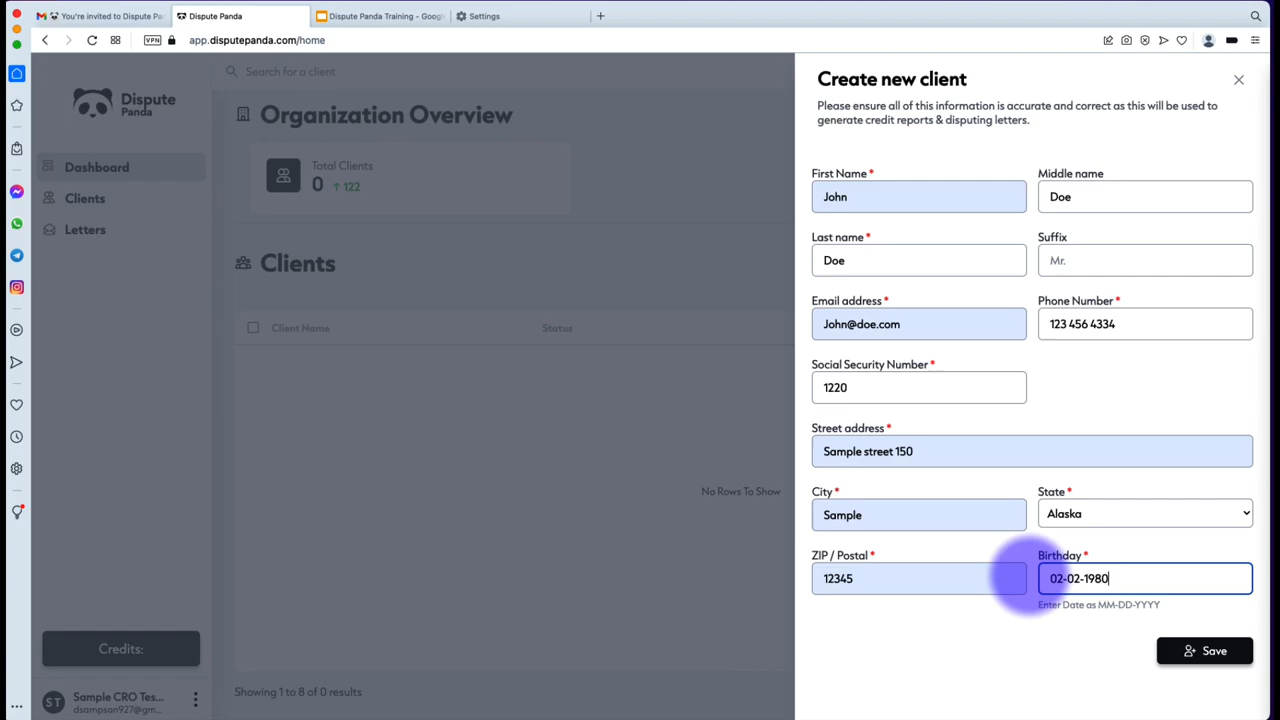 You're invited to Dispute Pa
Dispute Panda
Dispute Panda Training - Google
Settings
VPN
app.disputepanda.com/home
Dispute
Panda
Dashboard
Clients
Letters
Credits:
ST
Sample CRO Tes...
dsampson927@gm...
Search for a client
Organization Overview
Total Clients
0 ↑ 122
Clients
Client Name Status
No Rows To Show
Showing 1 to 8 of 0 results
Create new client
Please ensure all of this information is accurate and correct as this will be used to
generate credit reports & disputing letters.
First Name * Middle name
John Doe
Last name * Suffix
Doe Mr.
Email address * Phone Number *
John@doe.com 123 456 4334
Social Security Number *
1220
Street address *
Sample street 150
City * State *
Sample Alaska
ZIP / Postal * Birthday *
12345 02-02-1980
Enter Date as MM-DD-YYYY
Save